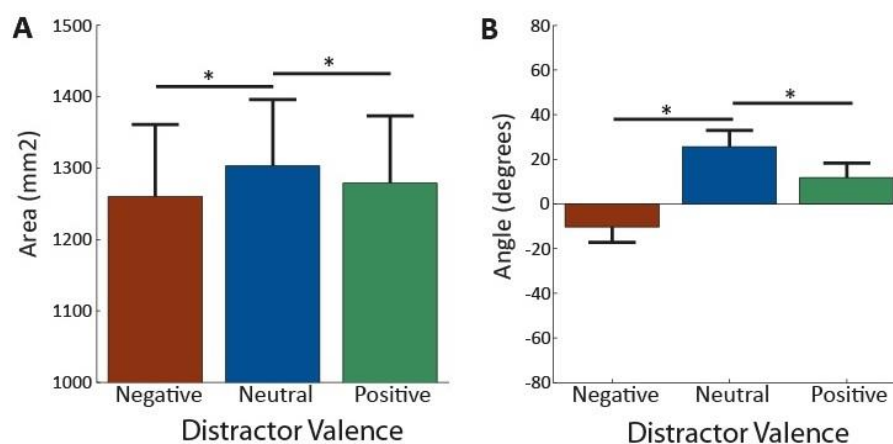 A
1500
1400
1300
1200
1100
1000
Area (mm2)
*
*
Negative Neutral Positive
Distractor Valence
B
80
60
40
20
0
-20
-40
-60
-80
Angle (degrees)
*
*
Negative Neutral Positive
Distractor Valence